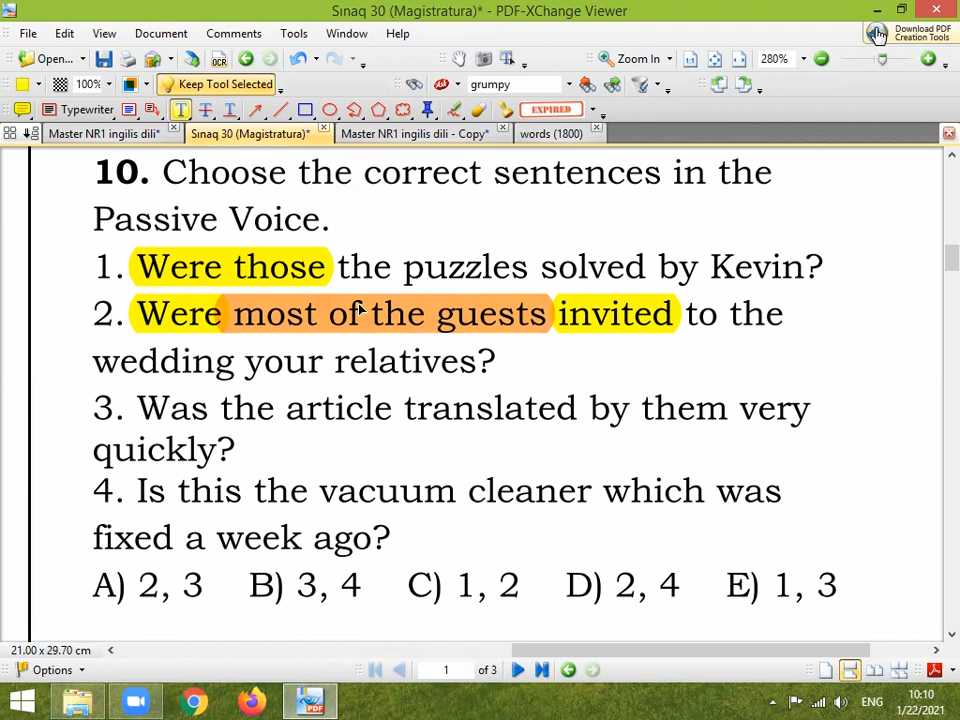 Sınaq 30 (Magistratura)* - PDF-XChange Viewer
File Edit View Document Comments Tools Window Help
Download PDF
Creation Tools
Open... OCR Zoom In 280%
100% Keep Tool Selected grumpy
Typewriter T T T EXPIRED
Master NR1 ingilis dili* Sınaq 30 (Magistratura)* Master NR1 ingilis dili - Copy* words (1800)
10. Choose the correct sentences in the
Passive Voice.
1. Were those the puzzles solved by Kevin?
2. Were most of the guests invited to the
wedding your relatives?
3. Was the article translated by them very
quickly?
4. Is this the vacuum cleaner which was
fixed a week ago?
A) 2, 3 B) 3, 4 C) 1, 2 D) 2, 4 E) 1, 3
21.00 x 29.70 cm
Options 1 of 3
PDF ENG 10:10
1/22/2021